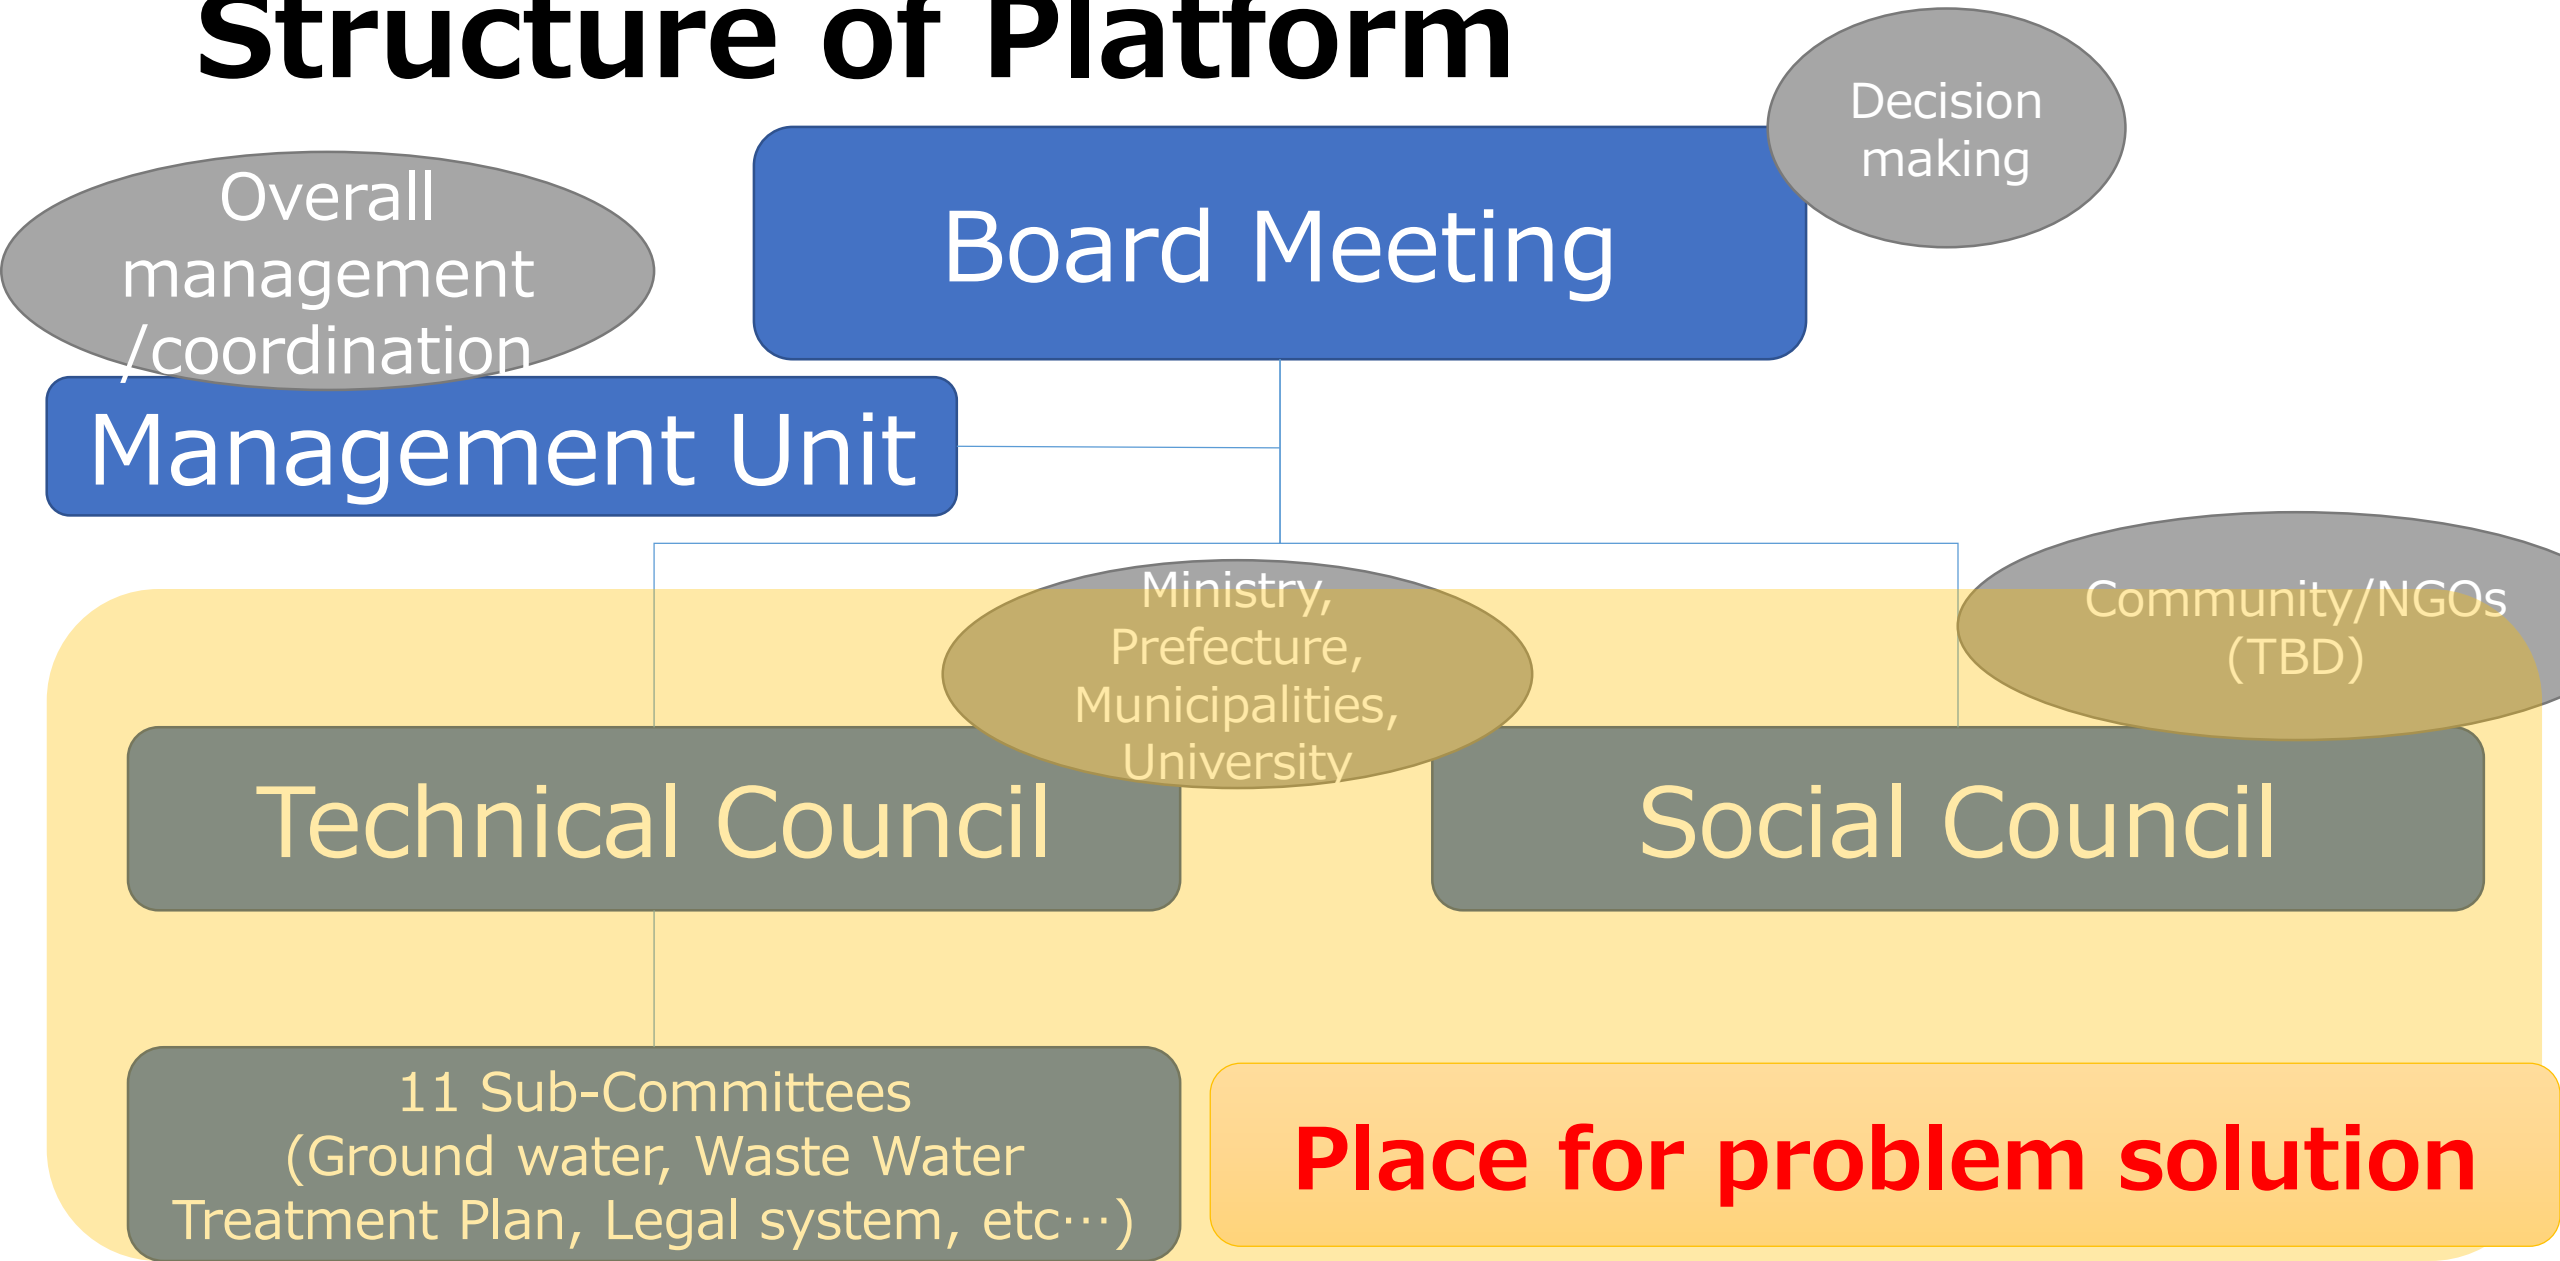 Structure of Platform
Decision
making
Overall
management
/coordination
Board Meeting
Management Unit
Ministry,
Prefecture,
Municipalities,
University
Community/NGOs
(TBD)
Technical Council
Social Council
11 Sub-Committees
(Ground water, Waste Water
Treatment Plan, Legal system, etc…)
Place for problem solution